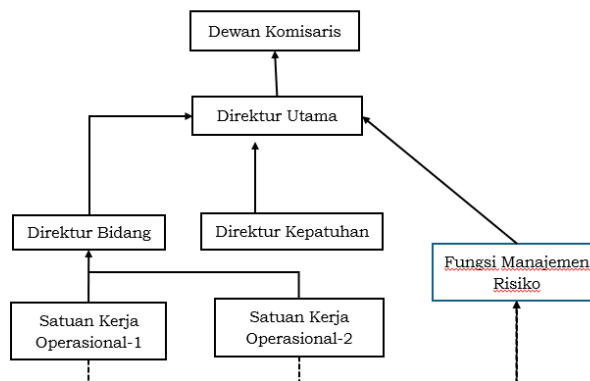 Dewan Komisaris
Direktur Utama
Direktur Bidang
Direktur Kepatuhan
Fungsi Manajemen
Risiko
Satuan Kerja
Operasional-1
Satuan Kerja
Operasional-2